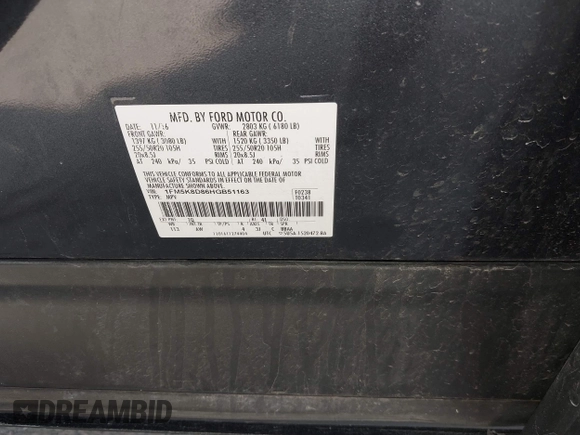 MFD. BY FORD MOTOR CO.
DATE: 11/16 GVWR: 2803 KG ( 6180 LB)
FRONT GAWR: REAR GAWR:
1397 KG ( 3080 LB) WITH 1520 KG ( 3350 LB) WITH
255/50R20 105H TIRES 255/50R20 105H TIRES
20x8.5J RIMS 20x8.5J RIMS
AT 240 kPa/ 35 PSI COLD AT 240 kPa/ 35 PSI COLD
THIS VEHICLE CONFORMS TO ALL APPLICABLE FEDERAL MOTOR
VEHICLE SAFETY AND BUMPER STANDARDS IN EFFECT ON THE DATE OF
MANUFACTURE SHOWN ABOVE.
VIN: 1FM5K8D86HGB51163
TYPE: MPV
UTC
DREAMBID